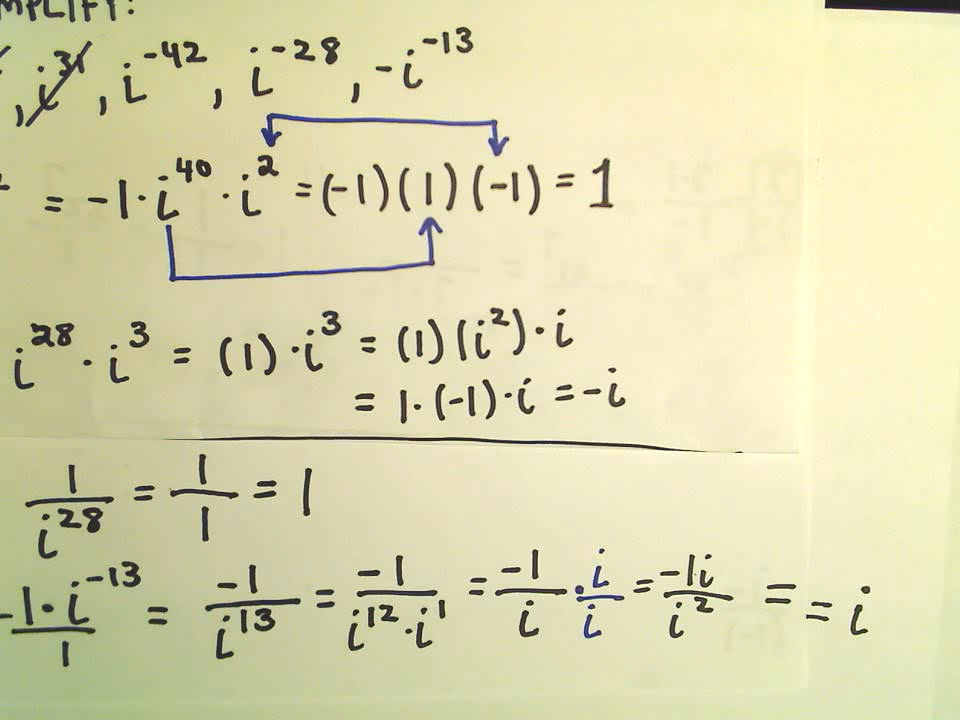 MPLIFY:
, i^31, i^-42, i^-28, -i^-13
= -1·i^40·i^2 = (-1)(1)(-1) = 1
i^28·i^3 = (1)·i^3 = (1)(i^2)·i
= 1·(-1)·i = -i
1/i^28 = 1/1 = 1
-1·i^-13/1 = -1/i^13 = -1/i^12·i^1 = -1/i·i/i = -1i/i^2 = = i